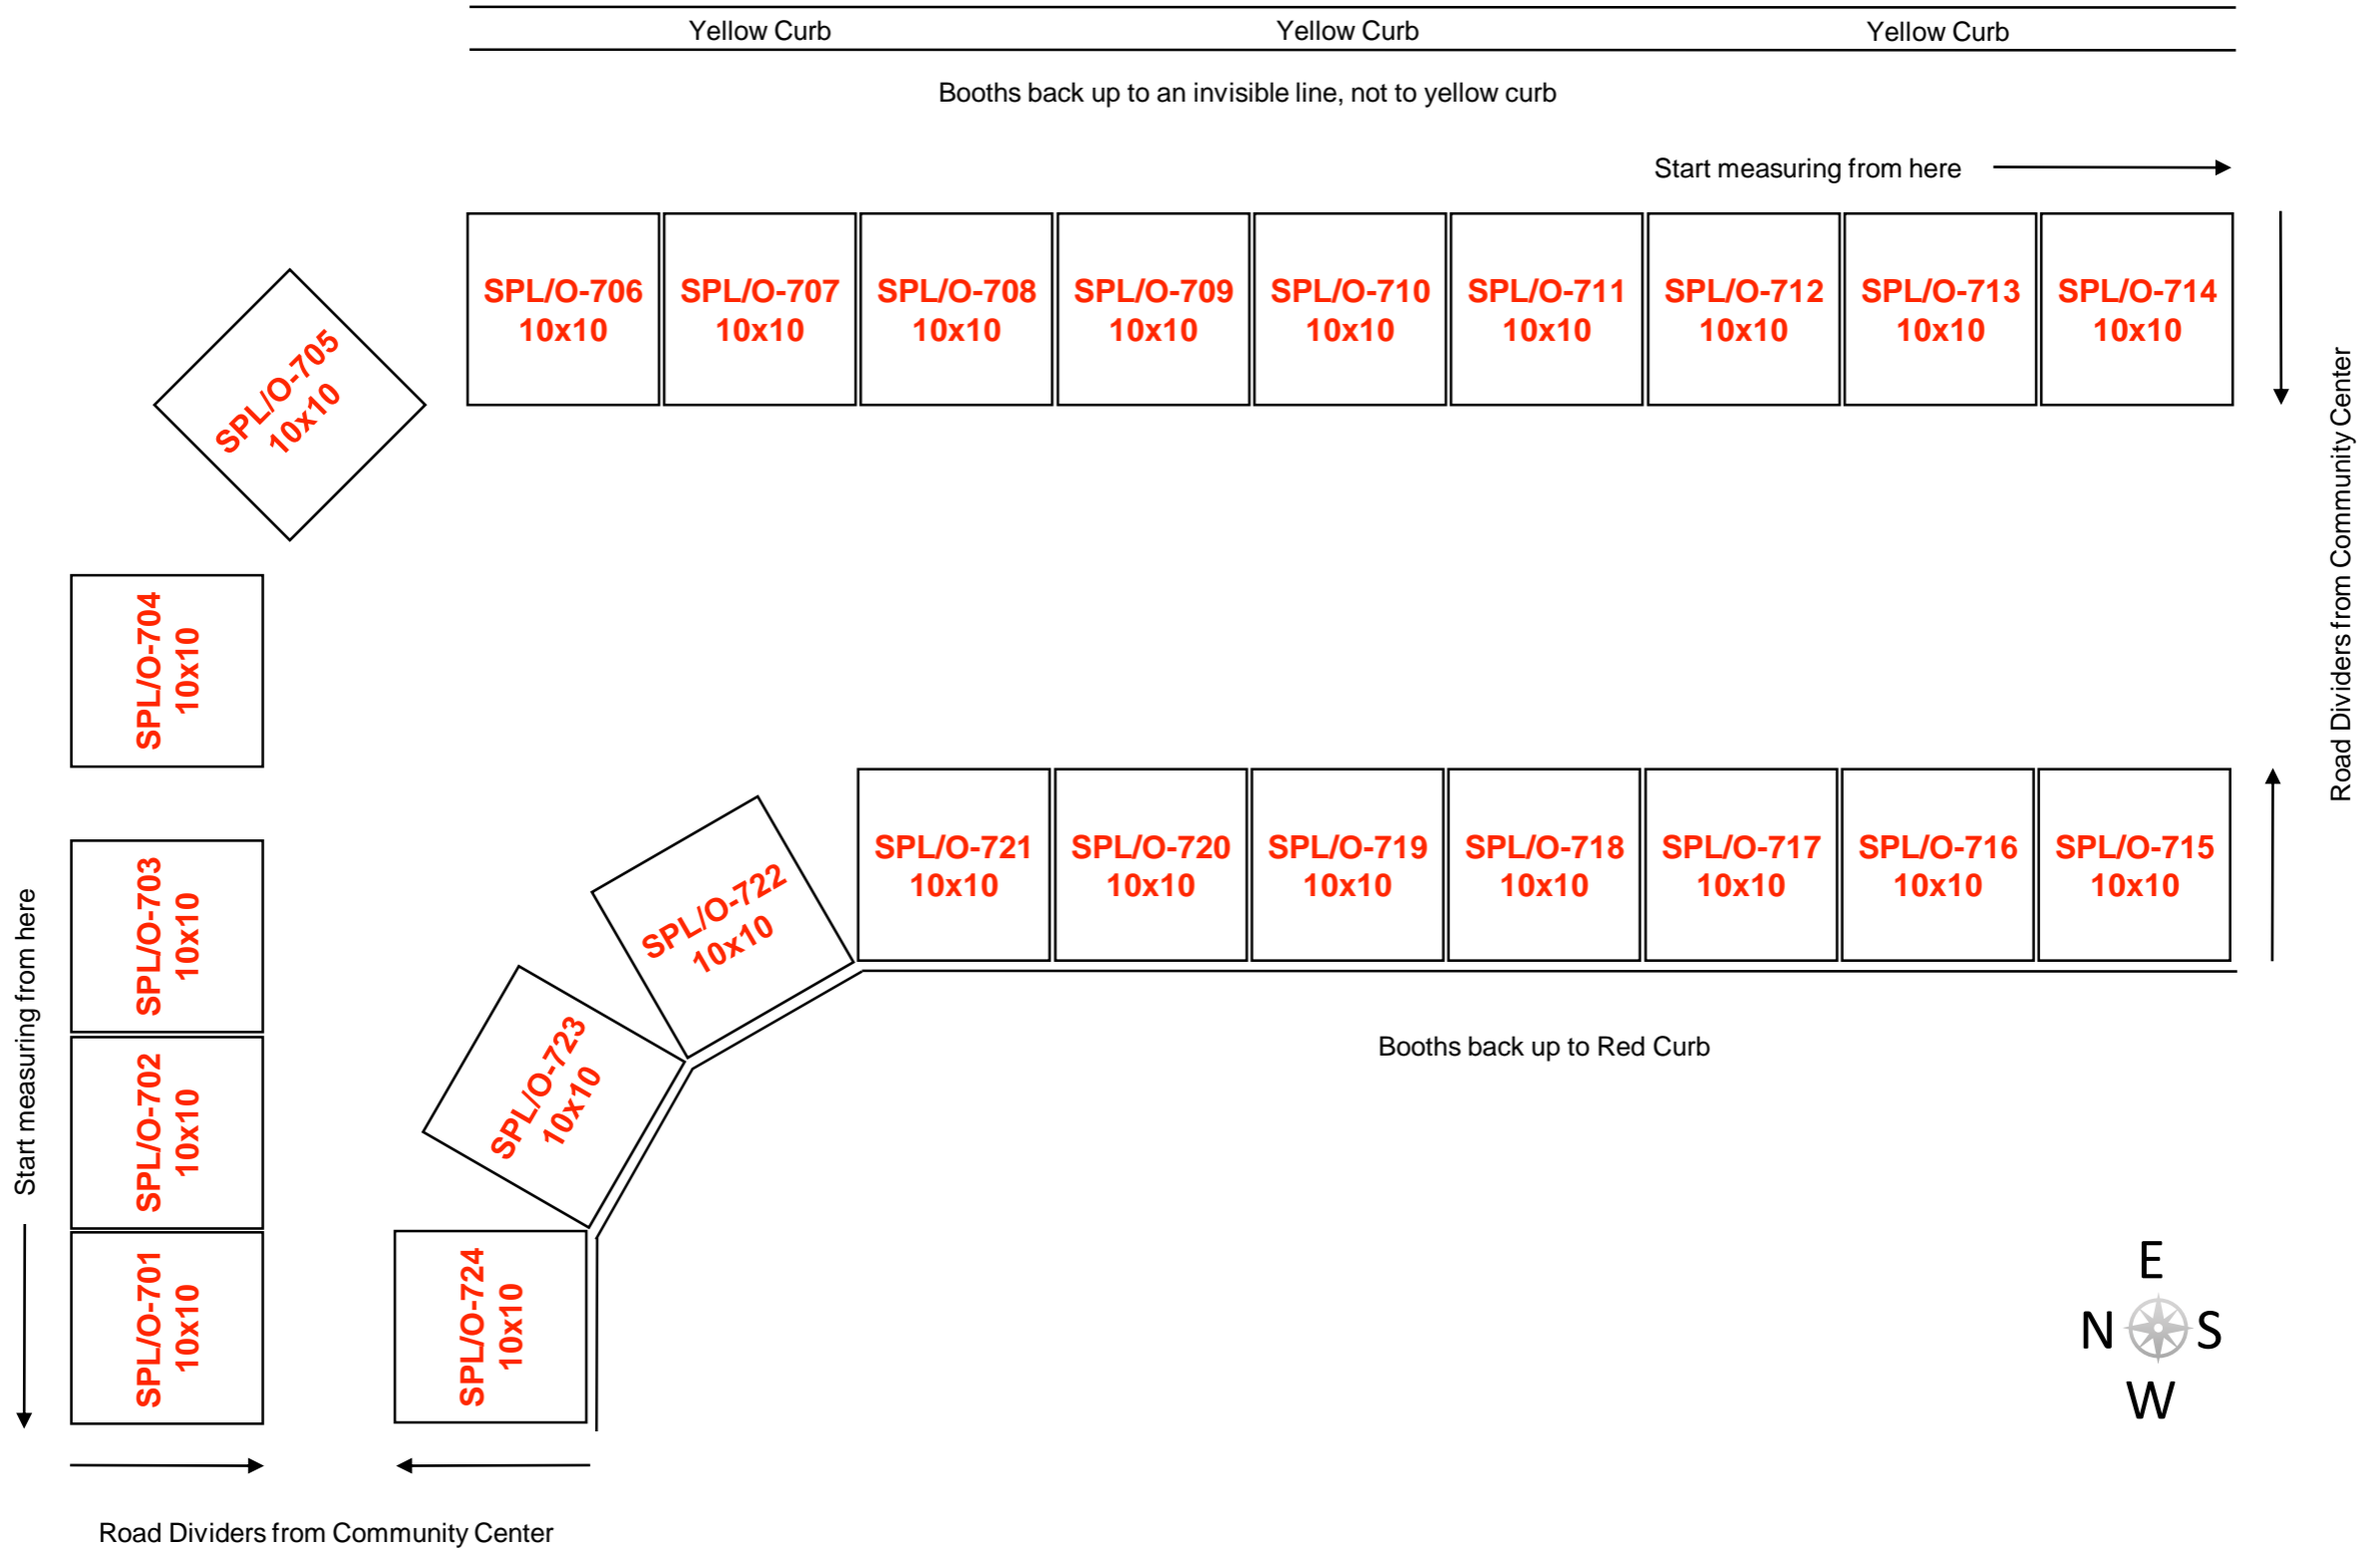 Yellow Curb
Yellow Curb
Yellow Curb
Booths back up to an invisible line, not to yellow curb
Start measuring from here
SPL/O-706
10x10
SPL/O-707
10x10
SPL/O-708
10x10
SPL/O-709
10x10
SPL/O-710
10x10
SPL/O-711
10x10
SPL/O-712
10x10
SPL/O-713
10x10
SPL/O-714
10x10
SPL/O-705
10x10
Road Dividers from Community Center
SPL/O-704
10x10
SPL/O-721
10x10
SPL/O-720
10x10
SPL/O-719
10x10
SPL/O-718
10x10
SPL/O-717
10x10
SPL/O-716
10x10
SPL/O-715
10x10
SPL/O-722
10x10
SPL/O-703
10x10
Start measuring from here
SPL/O-723
10x10
Booths back up to Red Curb
SPL/O-702
10x10
SPL/O-701
10x10
SPL/O-724
10x10
E
N
S
W
Road Dividers from Community Center